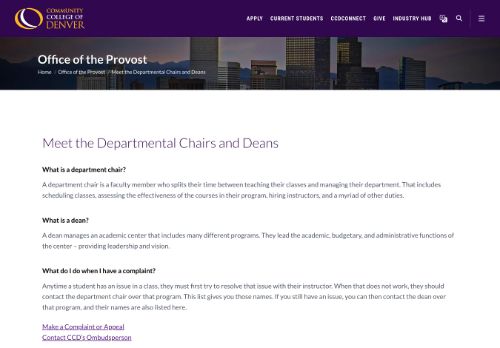 COMMUNITY
COLLEGE OF
DENVER
APPLY CURRENT STUDENTS CCDCONNECT GIVE INDUSTRY HUB
Office of the Provost
Home / Office of the Provost / Meet the Departmental Chairs and Deans
Meet the Departmental Chairs and Deans
What is a department chair?
A department chair is a faculty member who splits their time between teaching their classes and managing their department. That includes
scheduling classes, assessing the effectiveness of the courses in their program, hiring instructors, and a myriad of other duties.
What is a dean?
A dean manages an academic center that includes many different programs. They lead the academic, budgetary, and administrative functions of
the center – providing leadership and vision.
What do I do when I have a complaint?
Anytime a student has an issue in a class, they must first try to resolve that issue with their instructor. When that does not work, they should
contact the department chair over that program. This list gives you those names. If you still have an issue, you can then contact the dean over
that program, and their names are also listed here.
Make a Complaint or Appeal
Contact CCD's Ombudsperson